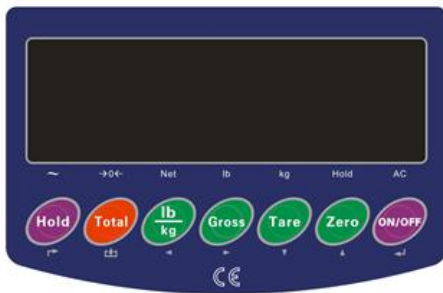 ~ →0← Net lb kg Hold AC
Hold Total lb/kg Gross Tare Zero ON/OFF
CE